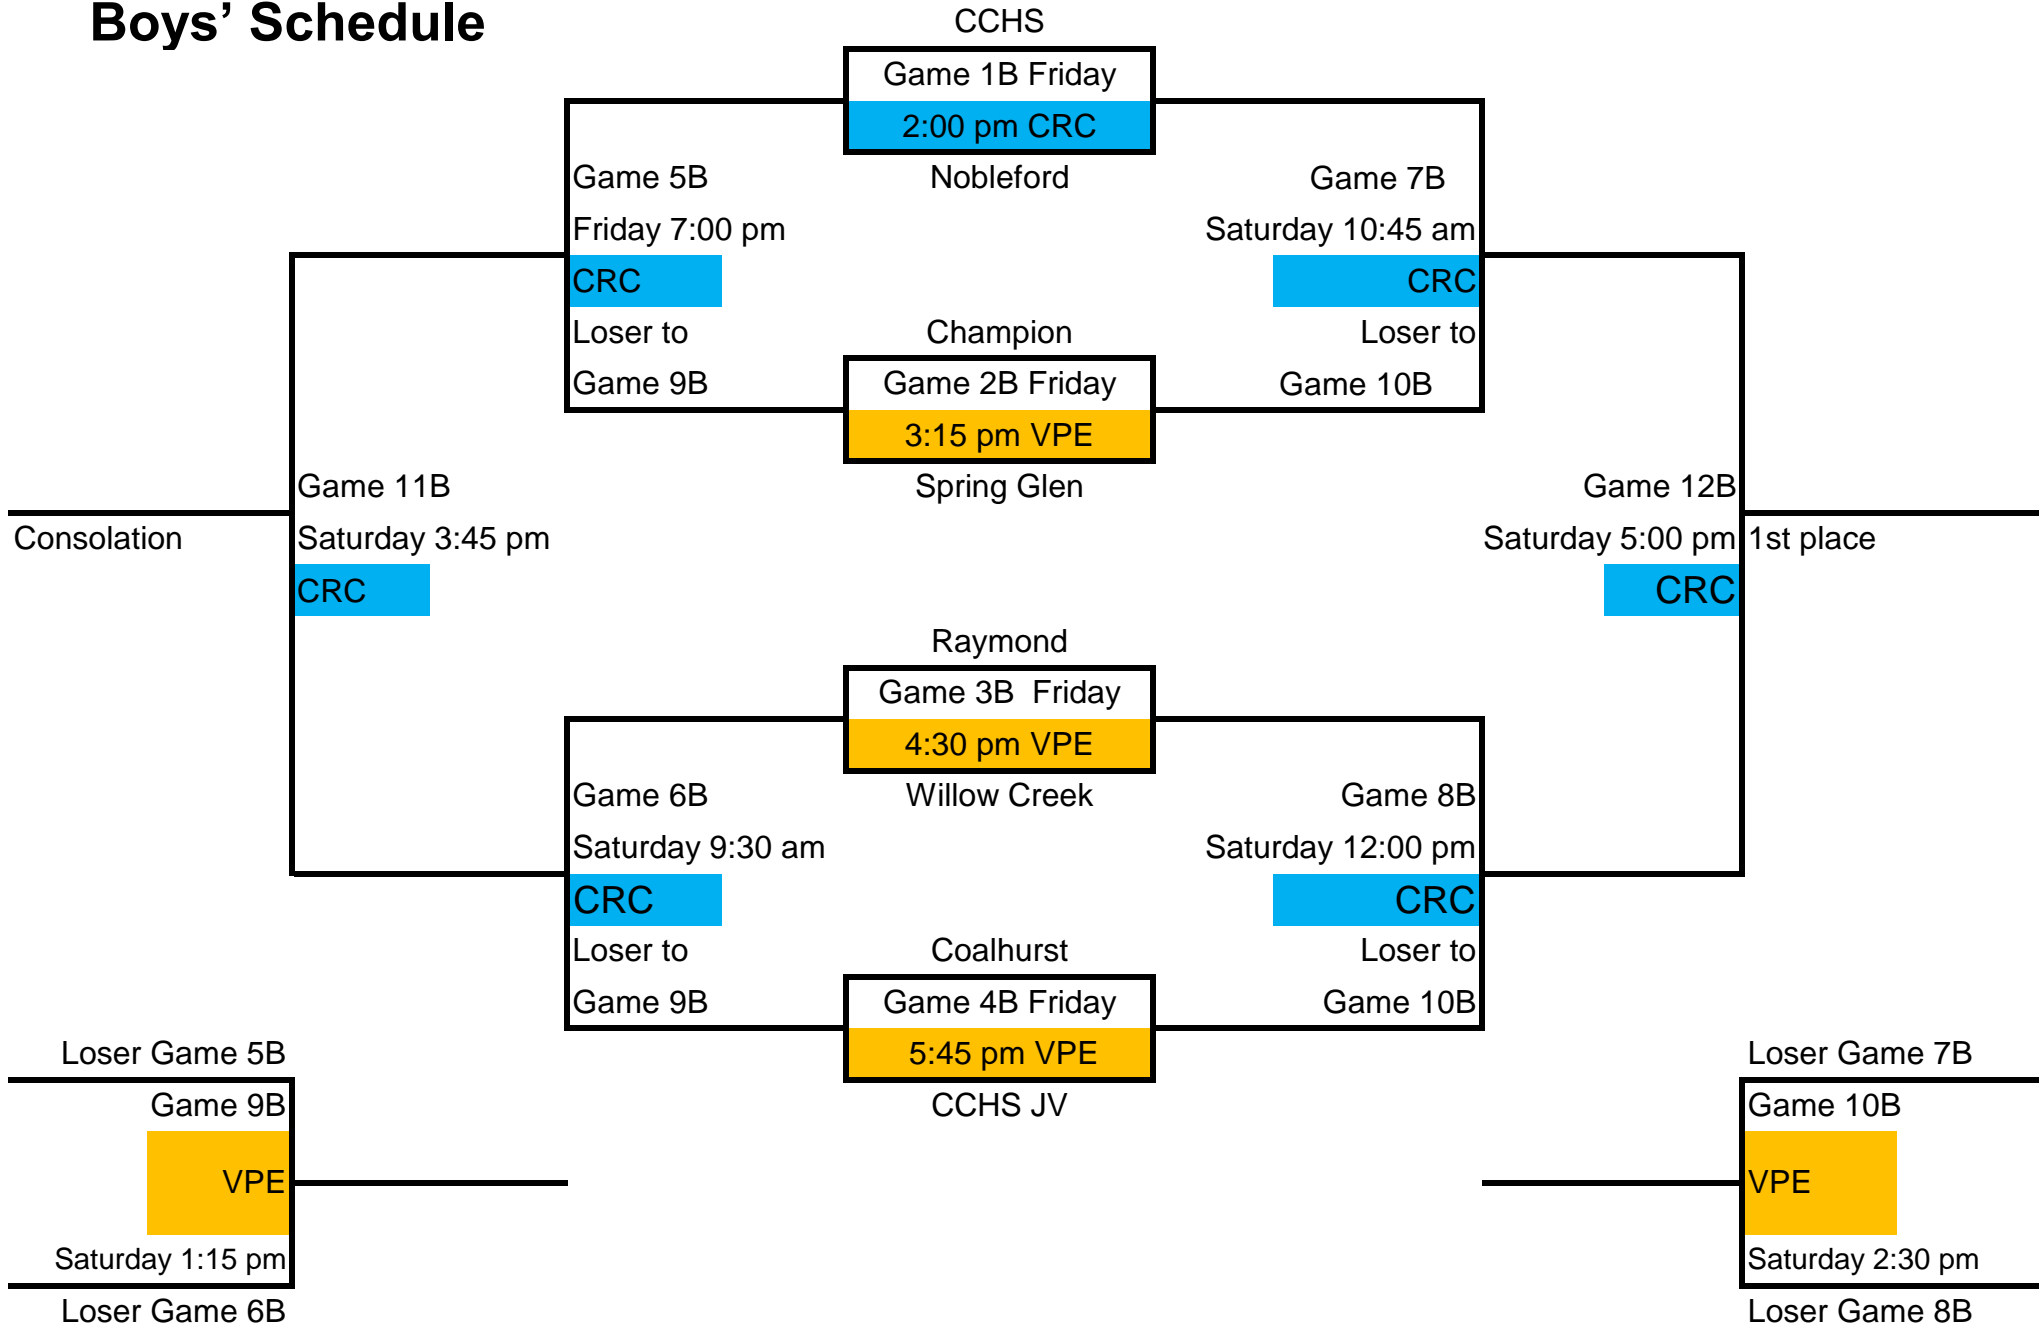 Boys’ Schedule
CCHS
Game 1B Friday
2:00 pm CRC
Nobleford
Game 5B
Friday 7:00 pm
CRC
Loser to
Game 9B
Game 7B
Saturday 10:45 am
CRC
Loser to
Game 10B
Champion
Game 2B Friday
3:15 pm VPE
Spring Glen
Game 11B
Saturday 3:45 pm
CRC
Consolation
Game 12B
Saturday 5:00 pm
CRC
1st place
Raymond
Game 3B  Friday
4:30 pm VPE
Willow Creek
Game 6B
Saturday 9:30 am
CRC
Loser to
Game 9B
Game 8B
Saturday 12:00 pm
CRC
Loser to
Game 10B
Coalhurst
Game 4B Friday
5:45 pm VPE
CCHS JV
Loser Game 5B
Game 9B
VPE
Saturday 1:15 pm
Loser Game 6B
Loser Game 7B
Game 10B
VPE
Saturday 2:30 pm
Loser Game 8B